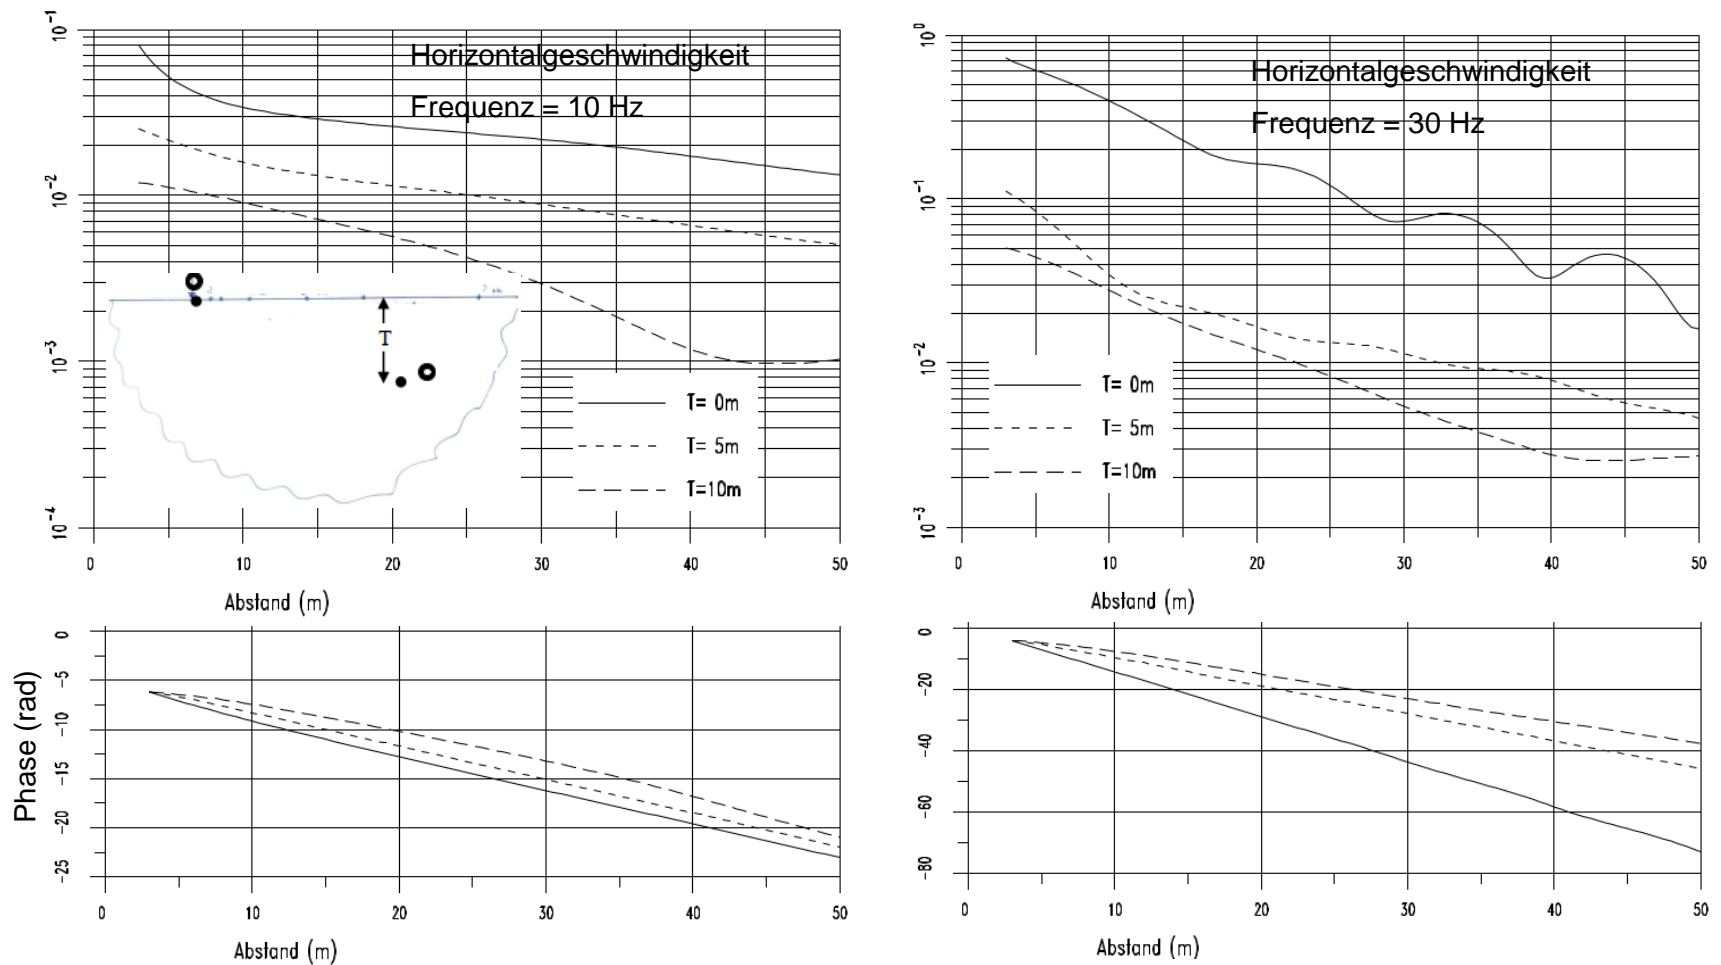 10⁻¹
10⁻²
10⁻³
10⁻⁴
Horizontalgeschwindigkeit
Frequenz = 10 Hz
T
T= 0m
T= 5m
T=10m
0 10 20 30 40 50
Abstand (m)
10⁰
10⁻¹
10⁻²
10⁻³
Horizontalgeschwindigkeit
Frequenz = 30 Hz
T= 0m
T= 5m
T=10m
0 10 20 30 40 50
Abstand (m)
Phase (rad)
0
-5
-10
-15
-20
-25
0 10 20 30 40 50
Abstand (m)
0
-20
-40
-60
-80
0 10 20 30 40 50
Abstand (m)